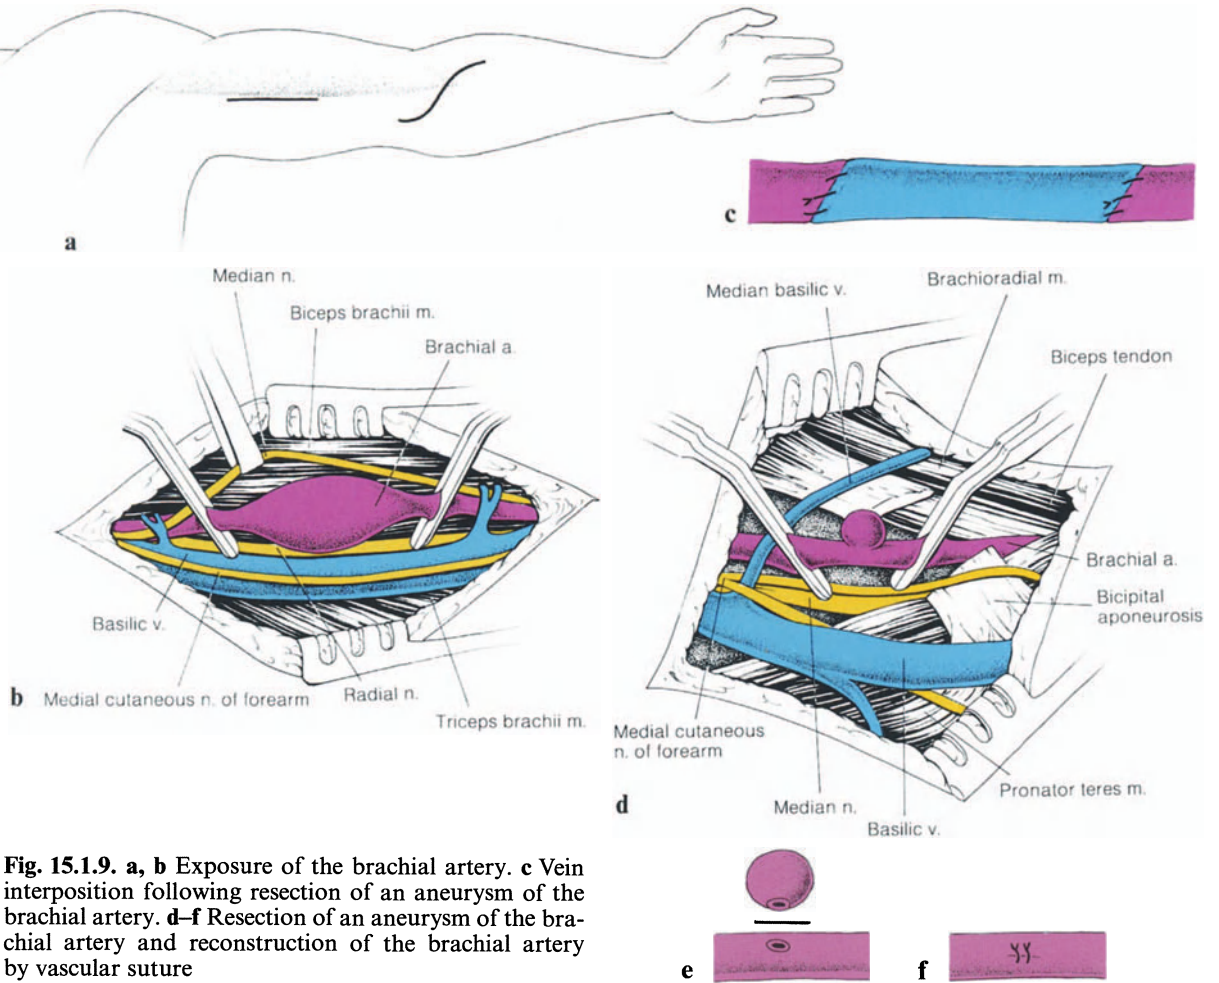 a
c
Median n.
Biceps brachii m.
Brachial a.
Basilic v.
b
Medial cutaneous n. of forearm
Radial n.
Triceps brachii m.
Median basilic v.
Brachioradial m.
Biceps tendon
Brachial a.
Bicipital
aponeurosis
Medial cutaneous
n. of forearm
Pronator teres m.
d
Median n.
Basilic v.
Fig. 15.1.9. a, b Exposure of the brachial artery. c Vein
interposition following resection of an aneurysm of the
brachial artery. d–f Resection of an aneurysm of the bra-
chial artery and reconstruction of the brachial artery
by vascular suture
e
f